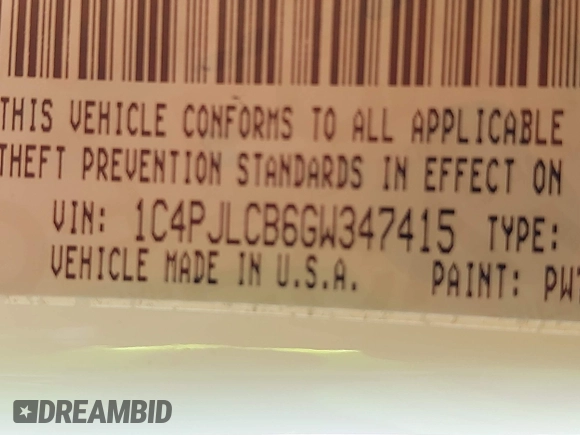 THIS VEHICLE CONFORMS TO ALL APPLICABLE
THEFT PREVENTION STANDARDS IN EFFECT ON
VIN: 1C4PJLCB6GW347415 TYPE:
VEHICLE MADE IN U.S.A. PAINT: PW7
DREAMBID